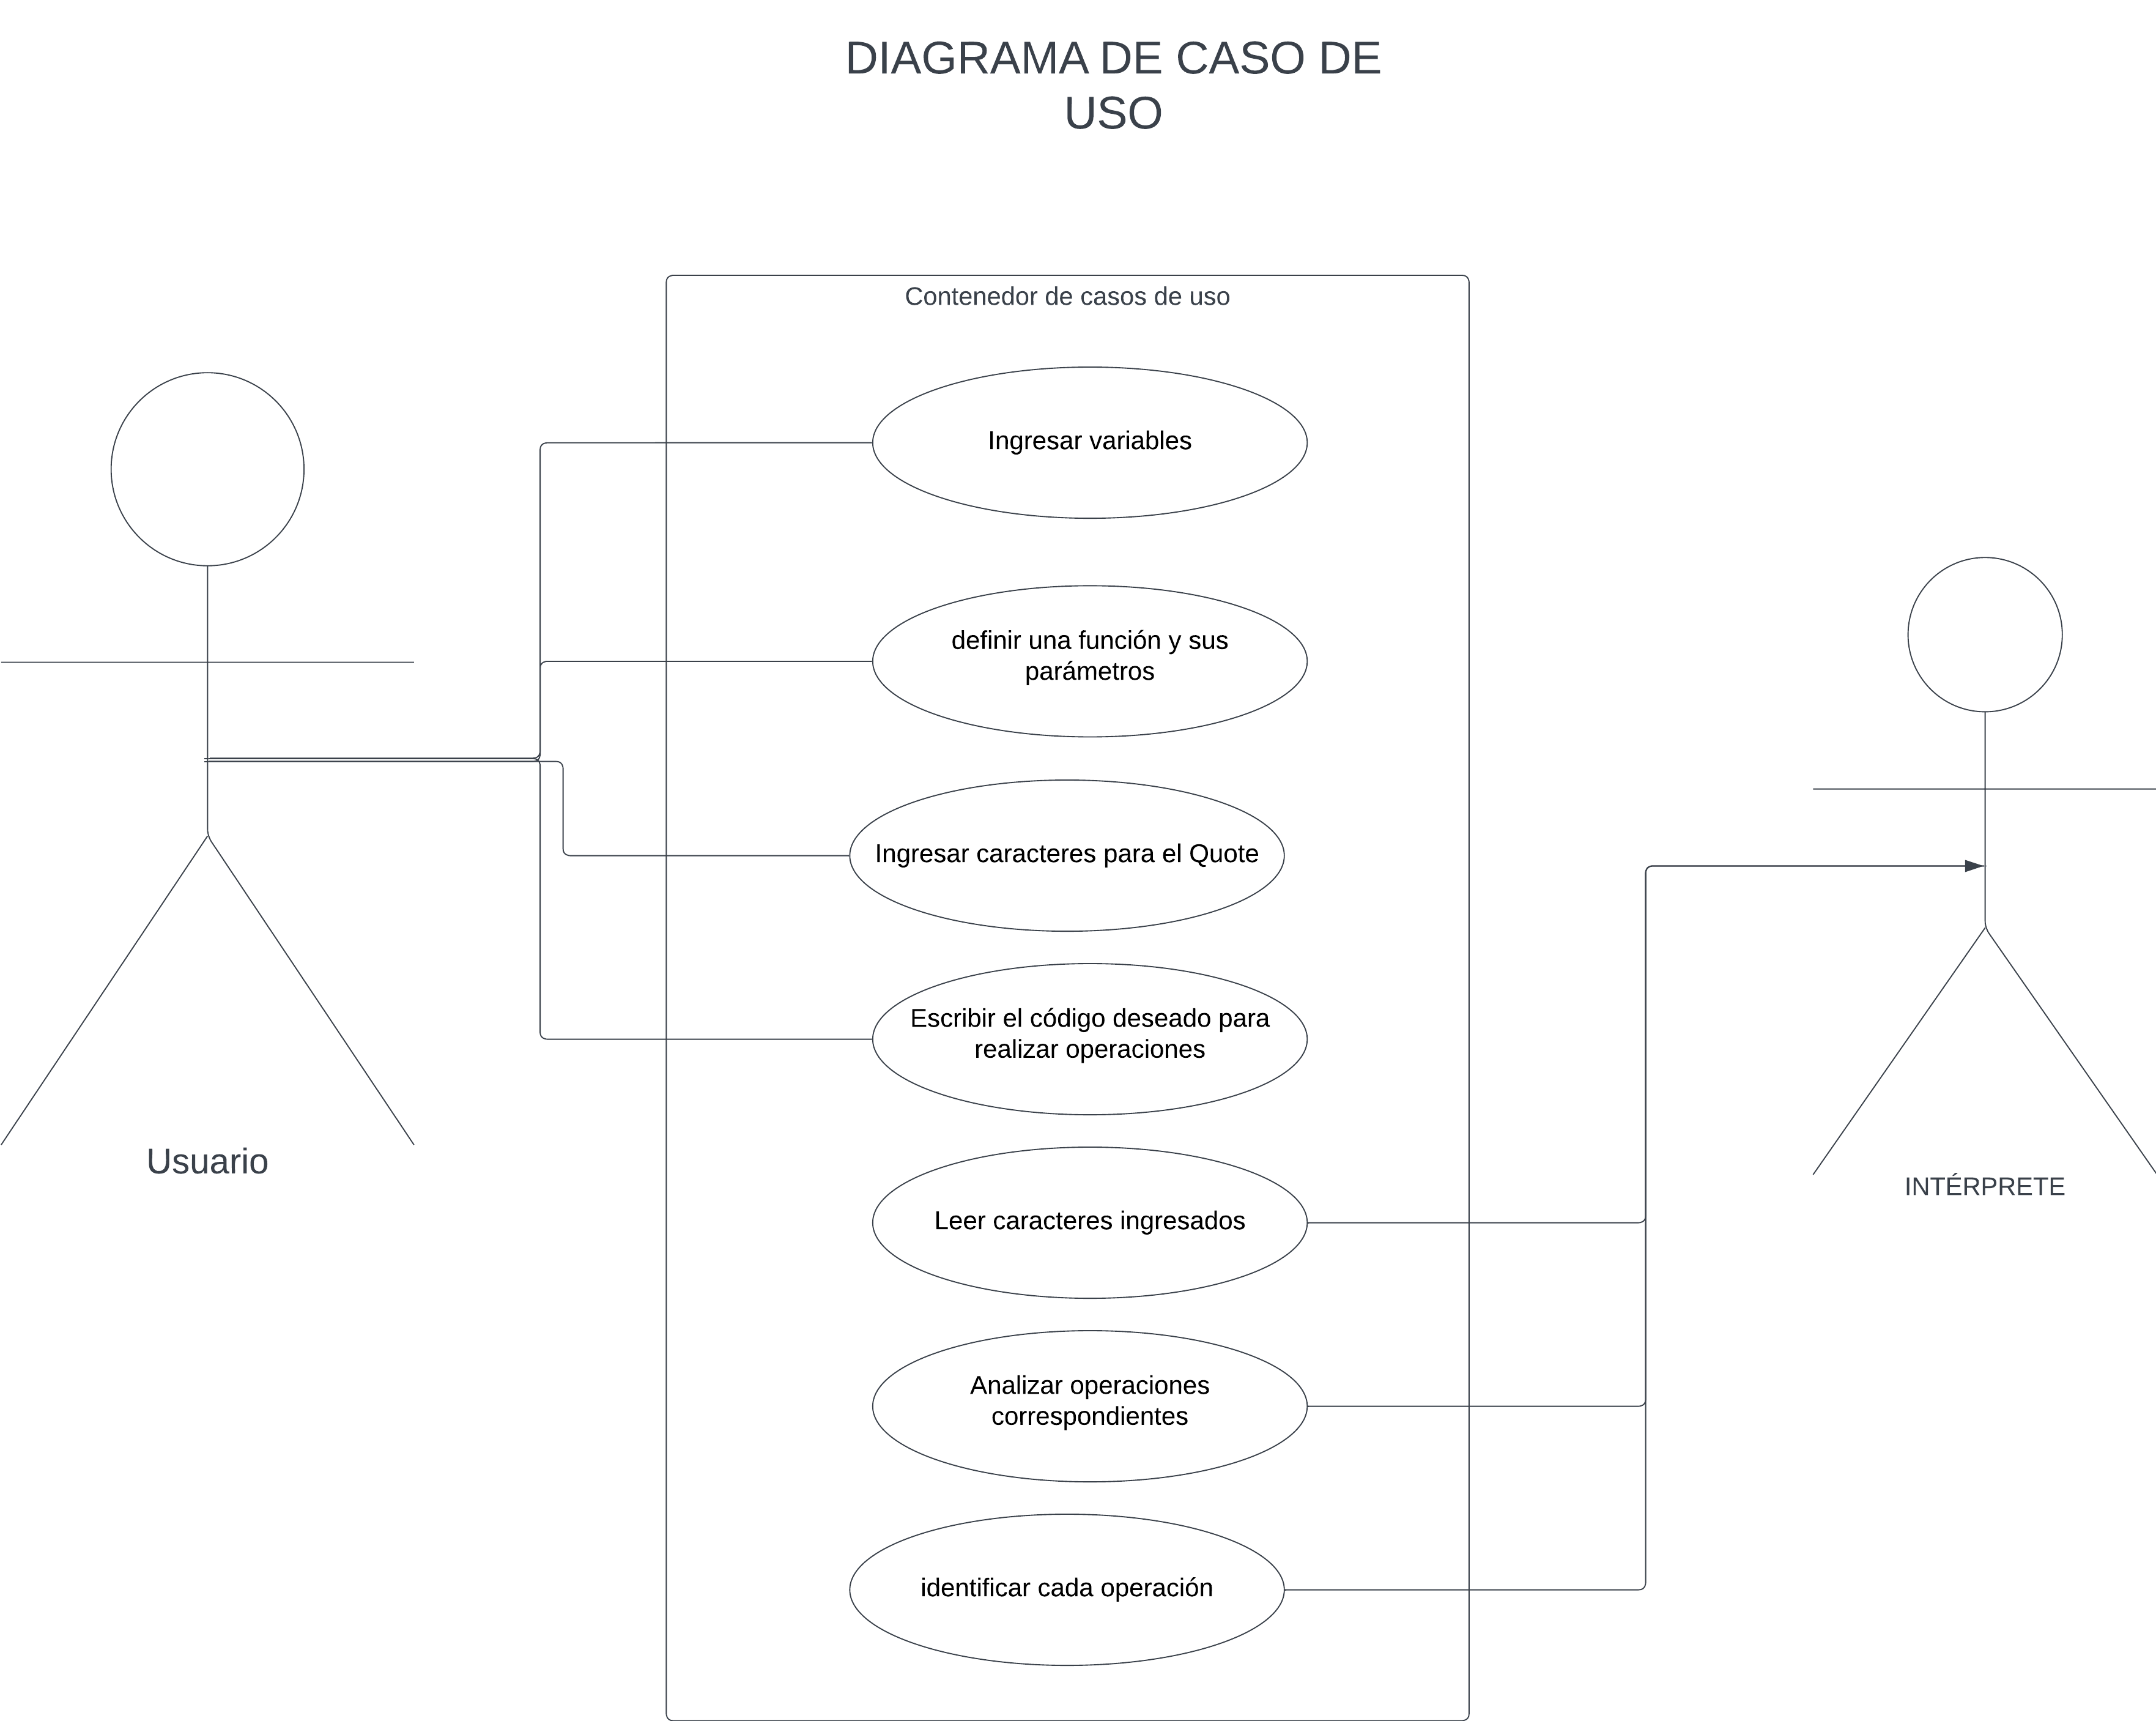 DIAGRAMA DE CASO DE
USO
Contenedor de casos de uso
Ingresar variables
definir una función y sus
parámetros
Ingresar caracteres para el Quote
Escribir el código deseado para
realizar operaciones
Usuario
INTÉRPRETE
Leer caracteres ingresados
Analizar operaciones
correspondientes
identificar cada operación